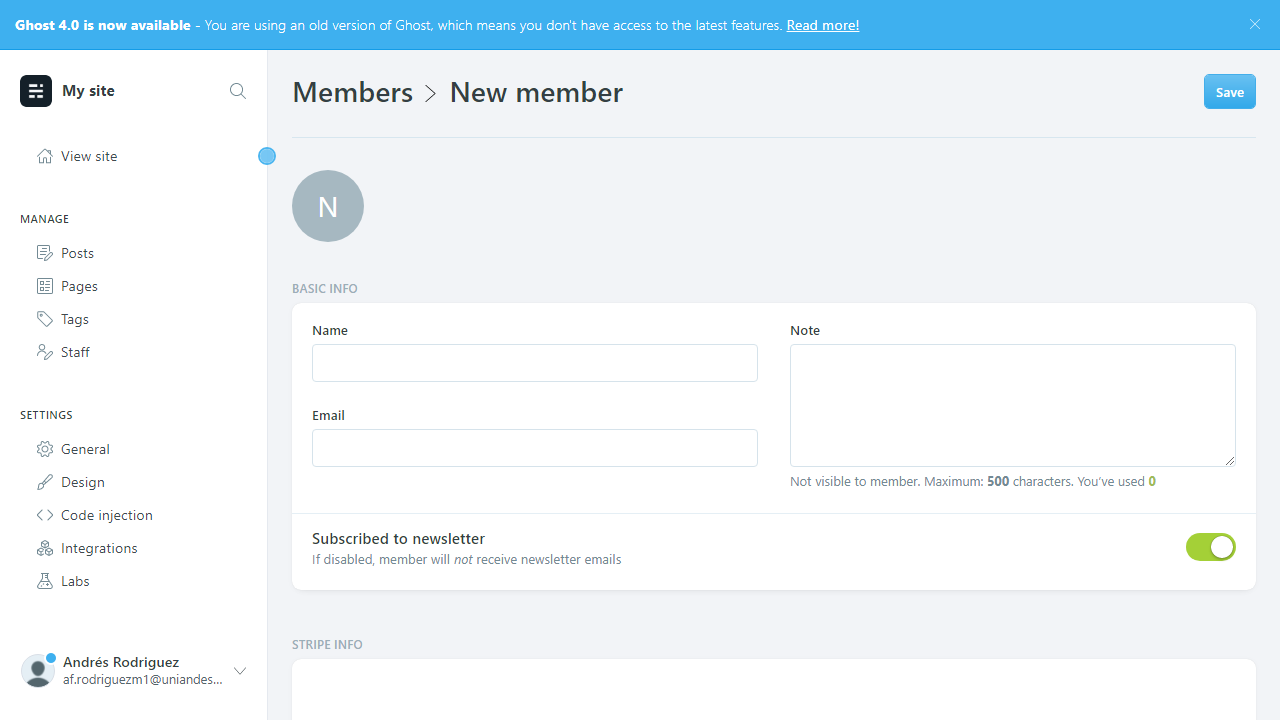 Ghost 4.0 is now available - You are using an old version of Ghost, which means you don't have access to the latest features. Read more!
My site
View site
MANAGE
Posts
Pages
Tags
Staff
SETTINGS
General
Design
Code injection
Integrations
Labs
Andrés Rodriguez
af.rodriguezm1@uniandes...
Members > New member
Save
N
BASIC INFO
Name
Note
Email
Not visible to member. Maximum: 500 characters. You've used 0
Subscribed to newsletter
If disabled, member will not receive newsletter emails
STRIPE INFO